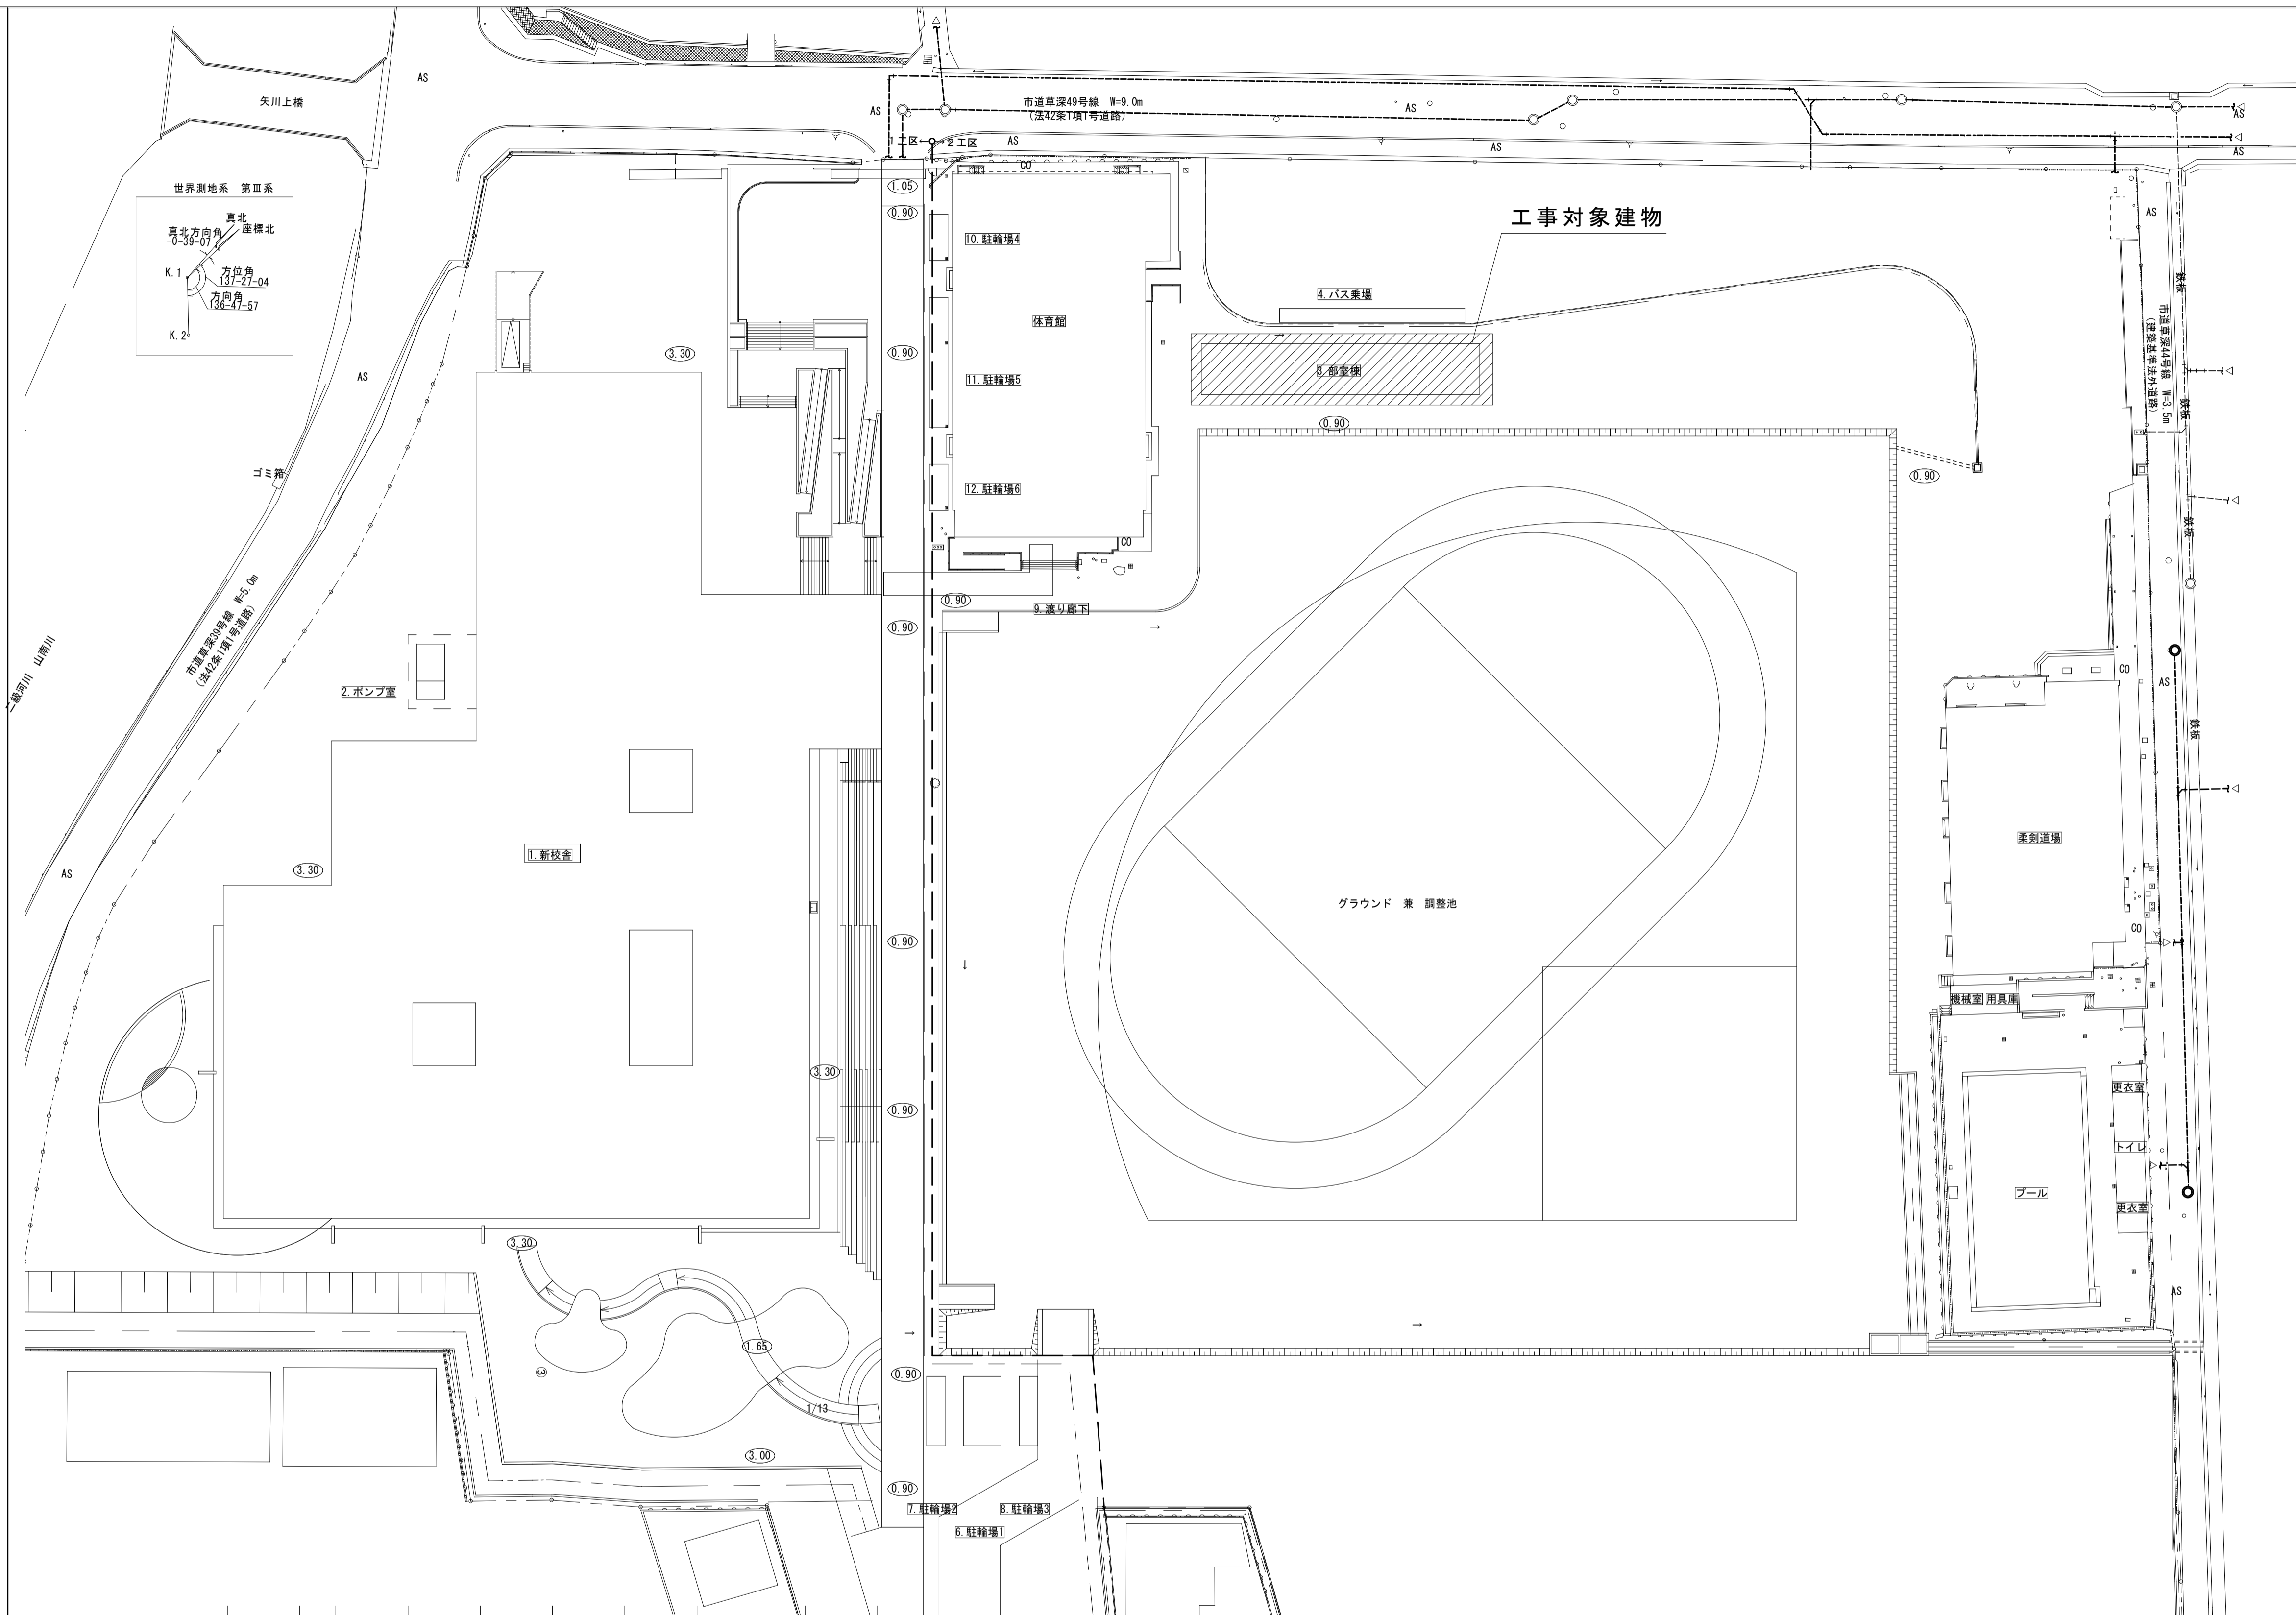 AS
矢川上橋
市道草深49号線 W=9.0m
(法42条1項1号道路)
AS
AS
AS
1工区
2工区
AS
AS
AS
CO
世界測地系 第Ⅲ系
真北
座標北
真北方向角
-0-39-07
K.1
方位角
137-27-04
方向角
136-47-57
K.2
1.05
0.90
10.駐輪場4
工事対象建物
4.バス乗場
体育館
3.30
0.90
11.駐輪場5
3.部室棟
0.90
12.駐輪場6
0.90
CO
AS
AS
鉄板
市道草深44号線 W=3.5m
(建築基準法外道路)
鉄板
鉄板
ゴミ箱
市道草深39号線 W=5.0m
(法42条1項1号道路)
二級河川 山南川
0.90
0.90
9.渡り廊下
2.ポンプ室
CO
AS
鉄板
1.新校舎
3.30
AS
柔剣道場
グラウンド 兼 調整池
0.90
CO
機械室
用具庫
3.30
0.90
更衣室
トイレ
プール
更衣室
3.30
AS
1.65
3
0.90
1/13
3.00
0.90
7.駐輪場2
8.駐輪場3
6.駐輪場1